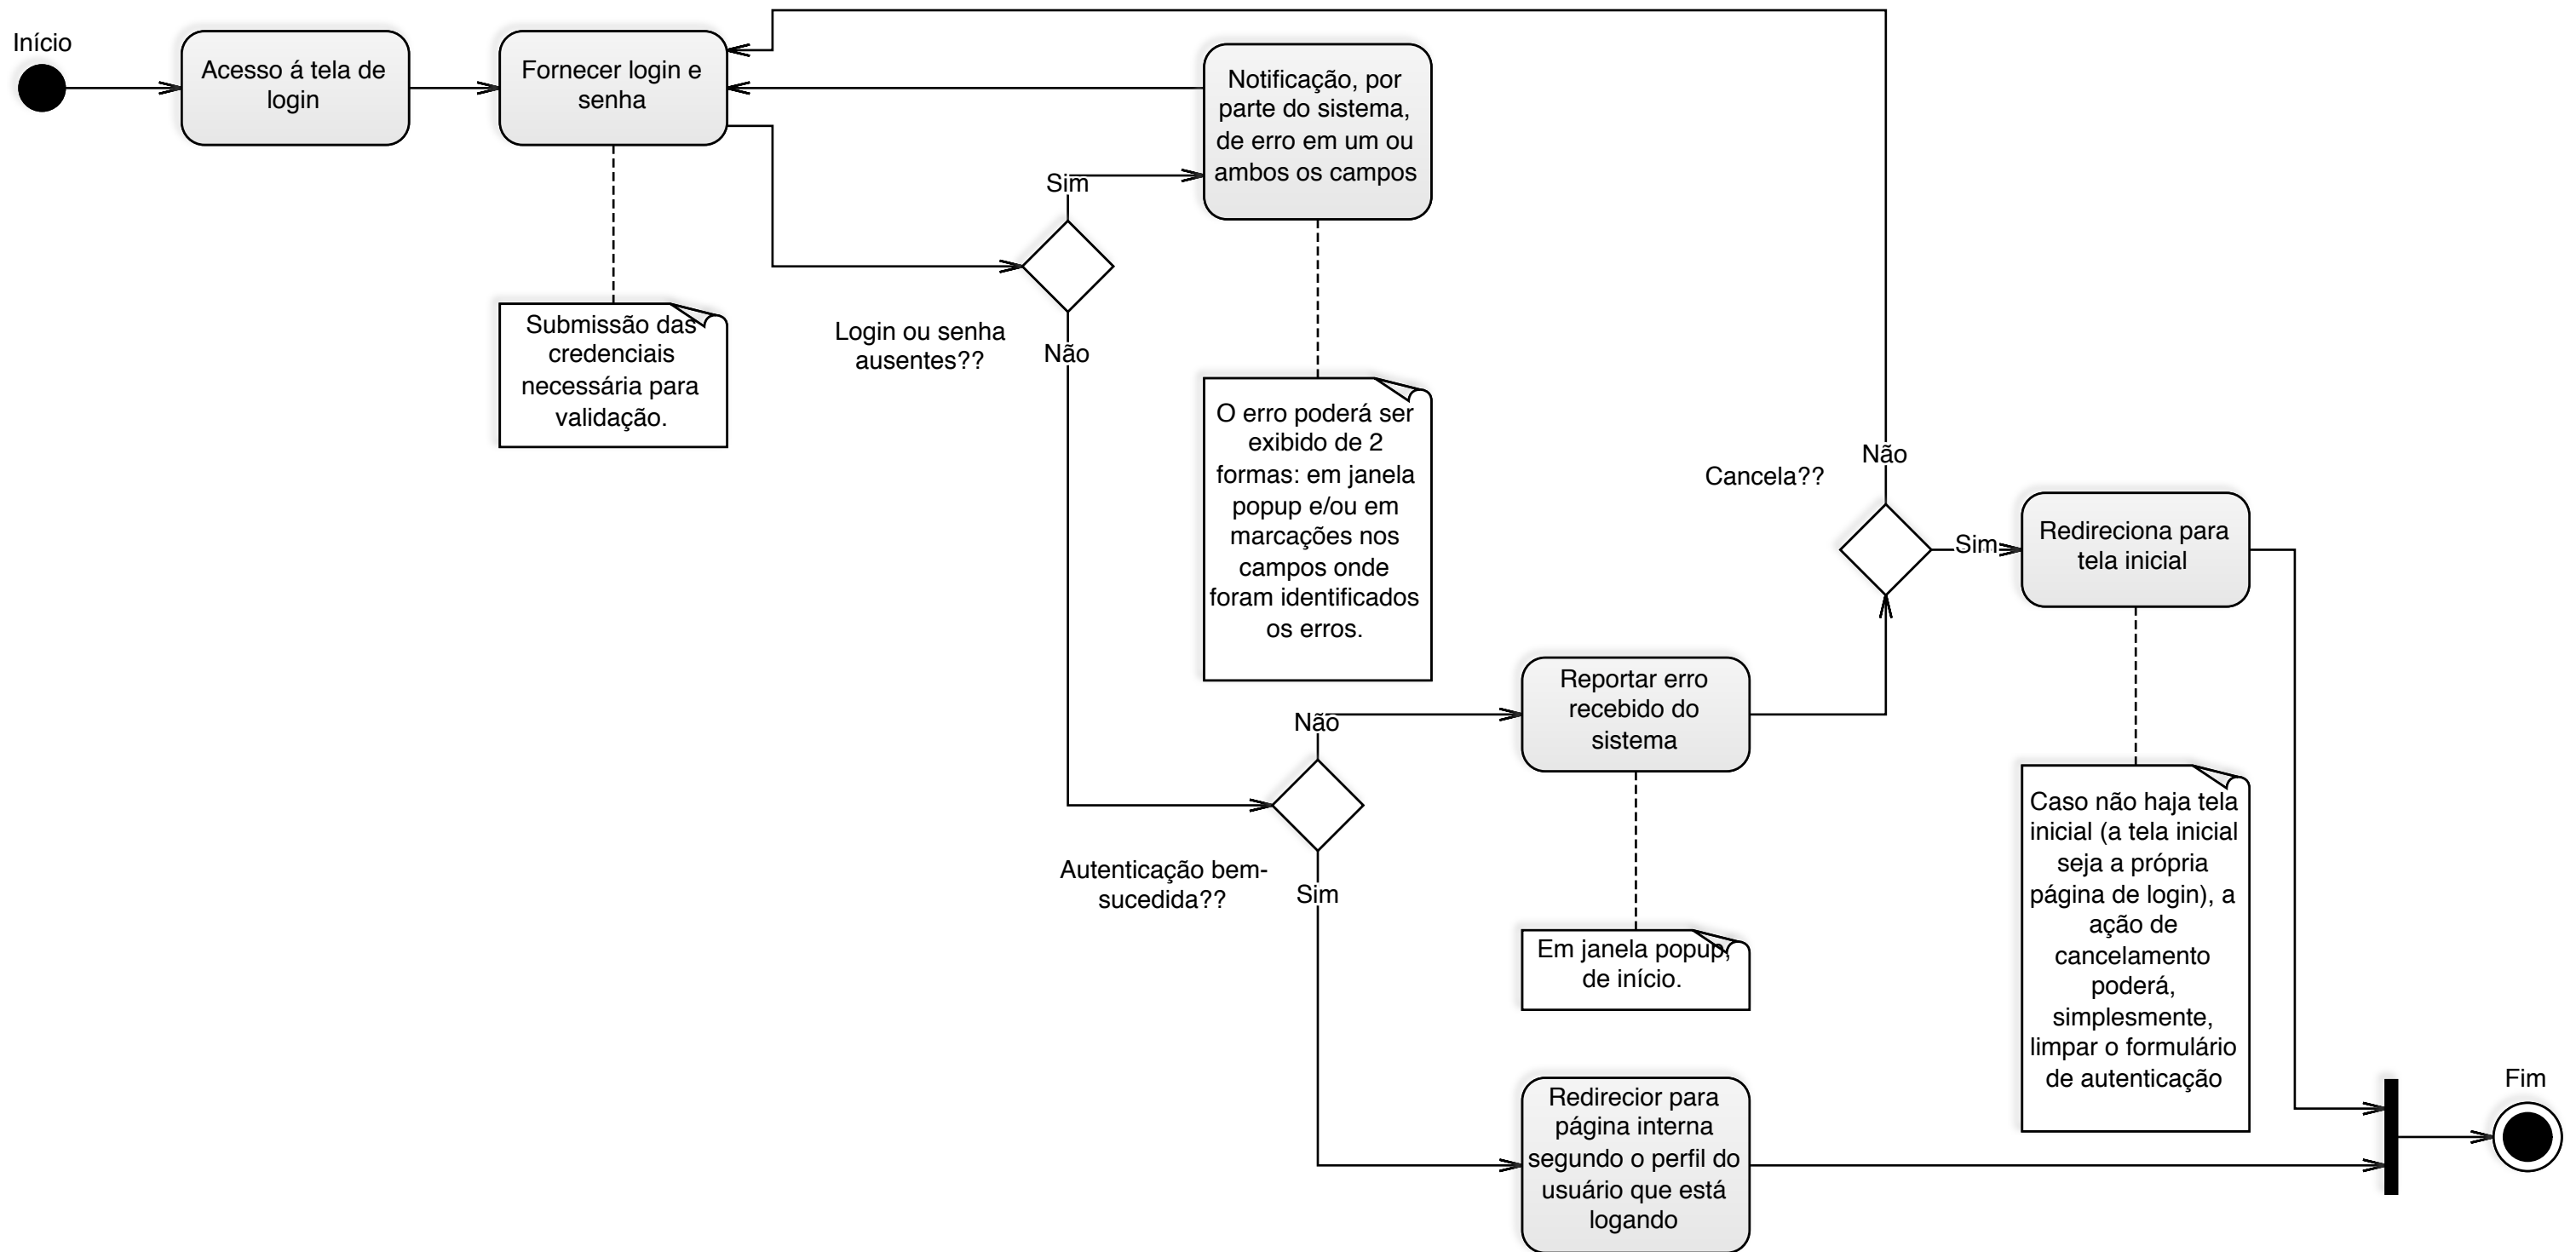 Início
Acesso á tela de
login
Fornecer login e
senha
Notificação, por
parte do sistema,
de erro em um ou
ambos os campos
Sim
Submissão das
credenciais
necessária para
validação.
Login ou senha
ausentes??
Não
O erro poderá ser
exibido de 2
formas: em janela
popup e/ou em
marcações nos
campos onde
foram identificados
os erros.
Cancela??
Não
Sim
Redireciona para
tela inicial
Reportar erro
recebido do
sistema
Não
Autenticação bem-
sucedida??
Sim
Em janela popup,
de início.
Caso não haja tela
inicial (a tela inicial
seja a própria
página de login), a
ação de
cancelamento
poderá,
simplesmente,
limpar o formulário
de autenticação
Redirecior para
página interna
segundo o perfil do
usuário que está
logando
Fim